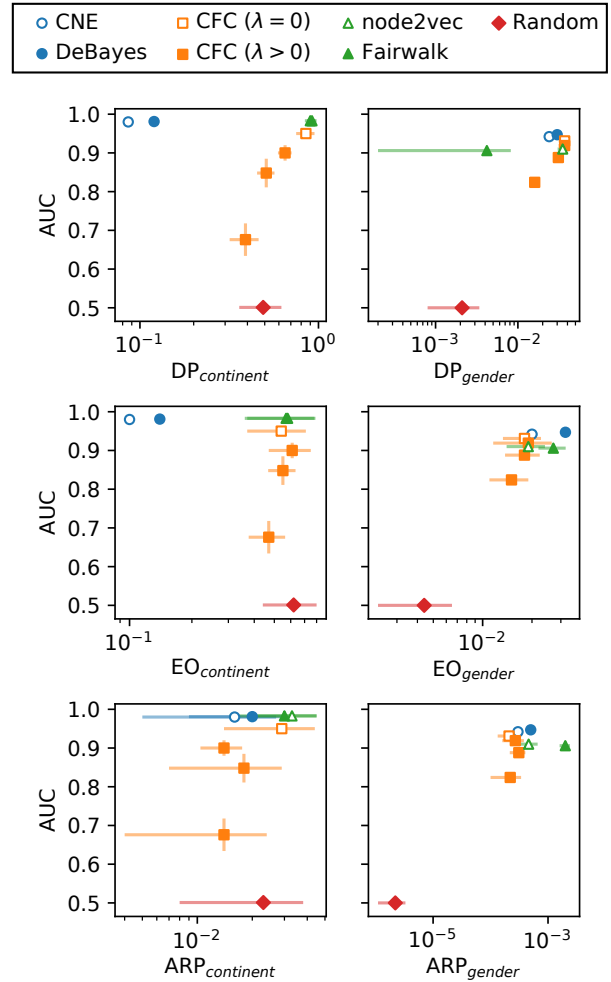 CNE CFC (λ = 0) node2vec Random
DeBayes CFC (λ > 0) Fairwalk
AUC 1.0 0.9 0.8 0.7 0.6 0.5
10⁻¹ 10⁰
DP_continent
10⁻³ 10⁻²
DP_gender
AUC 1.0 0.9 0.8 0.7 0.6 0.5
10⁻¹
EO_continent
10⁻²
EO_gender
AUC 1.0 0.9 0.8 0.7 0.6 0.5
10⁻²
ARP_continent
10⁻⁵ 10⁻³
ARP_gender